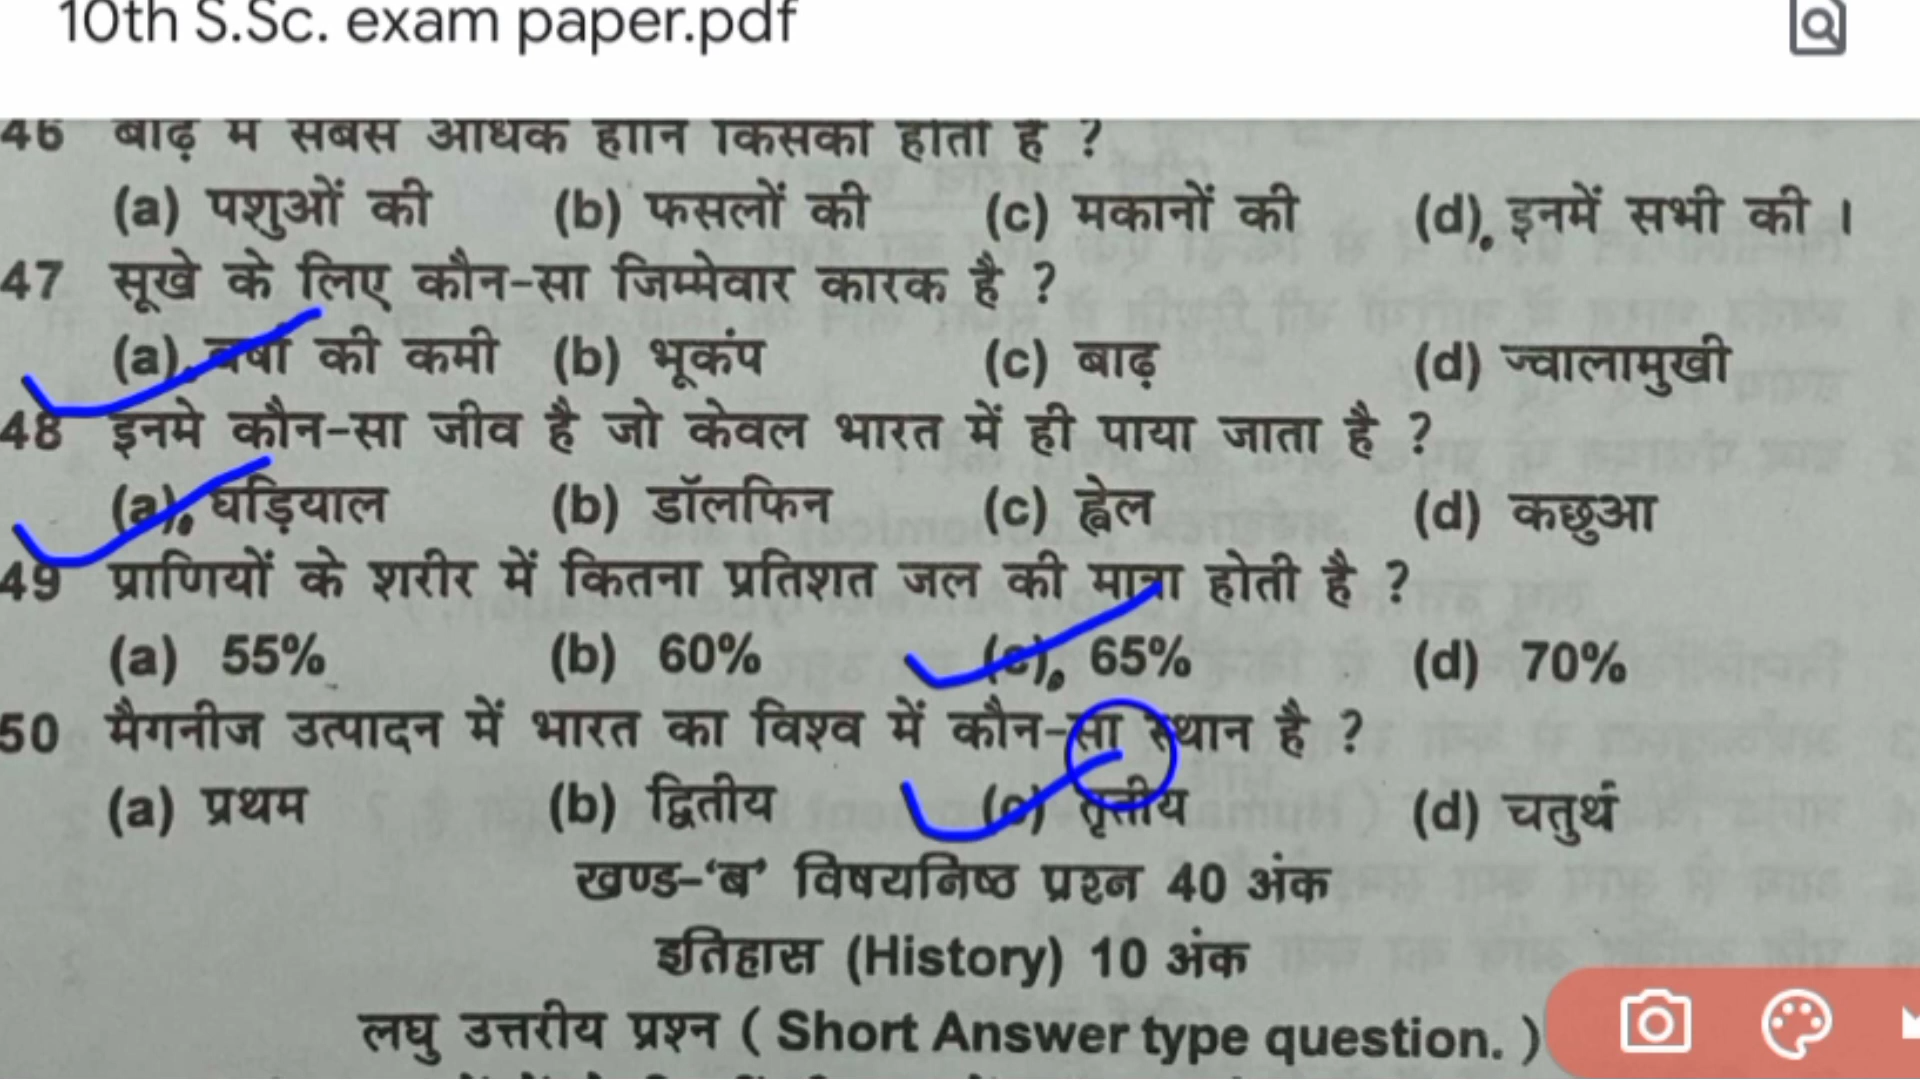 10th S.Sc. exam paper.pdf
46 बाढ़ में सबसे अधिक हानि किसकी होती है ?
(a) पशुओं की (b) फसलों की (c) मकानों की (d) इनमें सभी की ।
47 सूखे के लिए कौन-सा जिम्मेवार कारक है ?
(a) वर्षा की कमी (b) भूकंप (c) बाढ़ (d) ज्वालामुखी
48 इनमे कौन-सा जीव है जो केवल भारत में ही पाया जाता है ?
(a) घड़ियाल (b) डॉलफिन (c) ह्वेल (d) कछुआ
49 प्राणियों के शरीर में कितना प्रतिशत जल की मात्रा होती है ?
(a) 55% (b) 60% (c) 65% (d) 70%
50 मैगनीज उत्पादन में भारत का विश्व में कौन-सा स्थान है ?
(a) प्रथम (b) द्वितीय (c) तृतीय (d) चतुर्थ
खण्ड-‘ब’ विषयनिष्ठ प्रश्न 40 अंक
इतिहास (History) 10 अंक
लघु उत्तरीय प्रश्न ( Short Answer type question. )